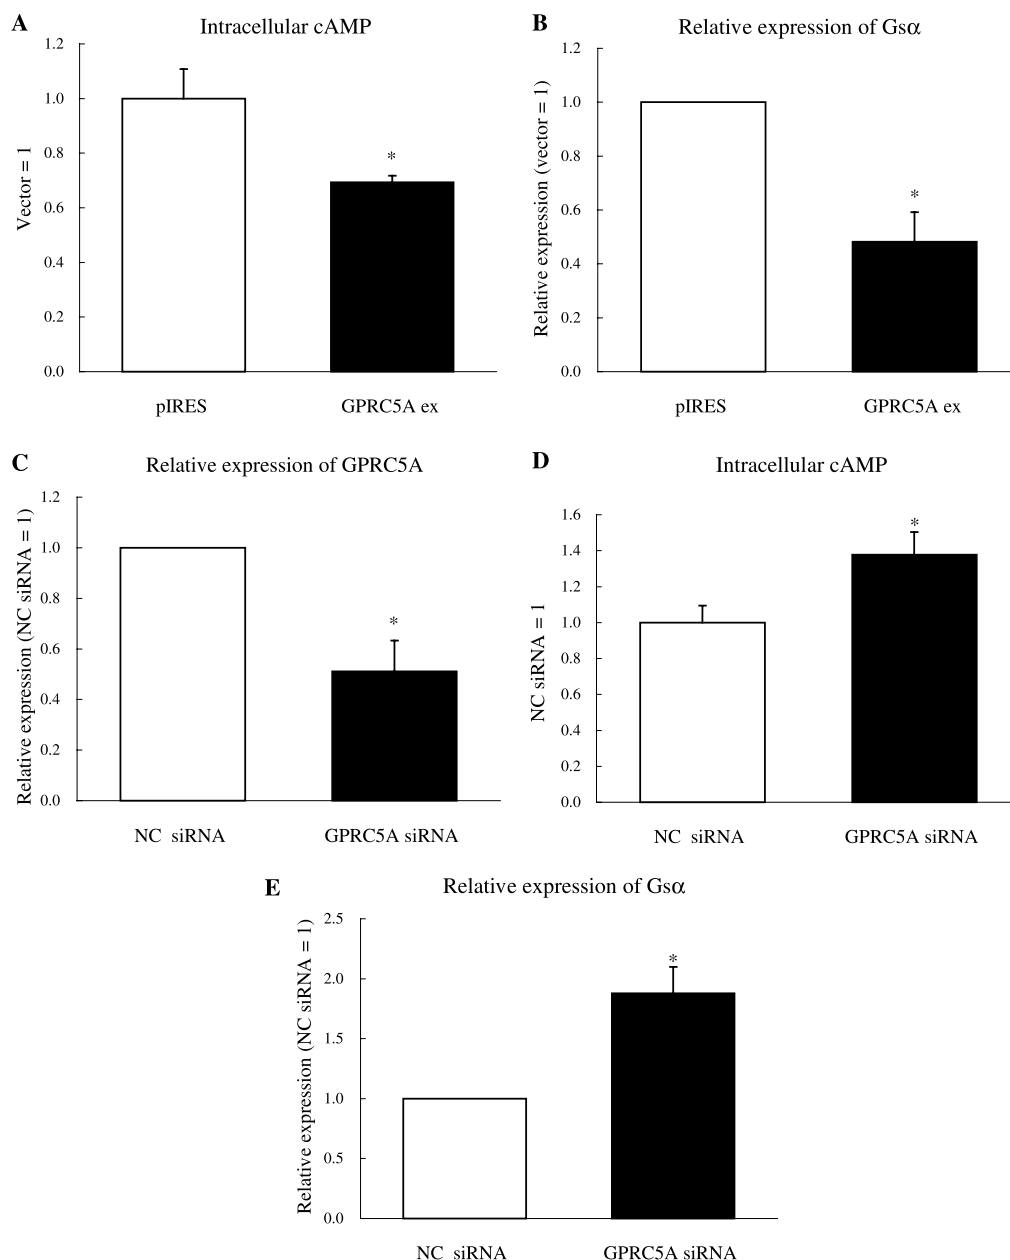 A
Intracellular cAMP
Vector = 1
1.2
1.0
0.8
0.6
0.4
0.2
0.0
*
pIRES
GPRC5A ex
B
Relative expression of Gsα
Relative expression (vector = 1)
1.2
1.0
0.8
0.6
0.4
0.2
0.0
*
pIRES
GPRC5A ex
C
Relative expression of GPRC5A
Relative expression (NC siRNA = 1)
1.2
1.0
0.8
0.6
0.4
0.2
0.0
*
NC siRNA
GPRC5A siRNA
D
Intracellular cAMP
NC siRNA = 1
1.6
1.4
1.2
1.0
0.8
0.6
0.4
0.2
0.0
*
NC siRNA
GPRC5A siRNA
E
Relative expression of Gsα
Relative expression (NC siRNA = 1)
2.5
2.0
1.5
1.0
0.5
0.0
*
NC siRNA
GPRC5A siRNA